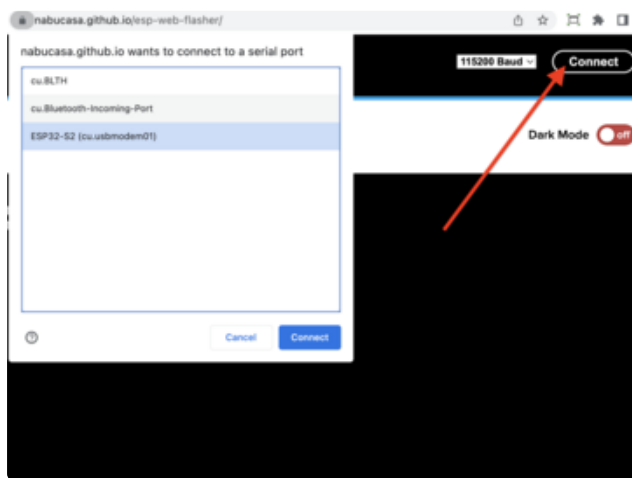 nabucasa.github.io/esp-web-flasher/
nabucasa.github.io wants to connect to a serial port
115200 Baud
Connect
cu.BLTH
cu.Bluetooth-Incoming-Port
ESP32-S2 (cu.usbmodem01)
Dark Mode
off
Cancel
Connect